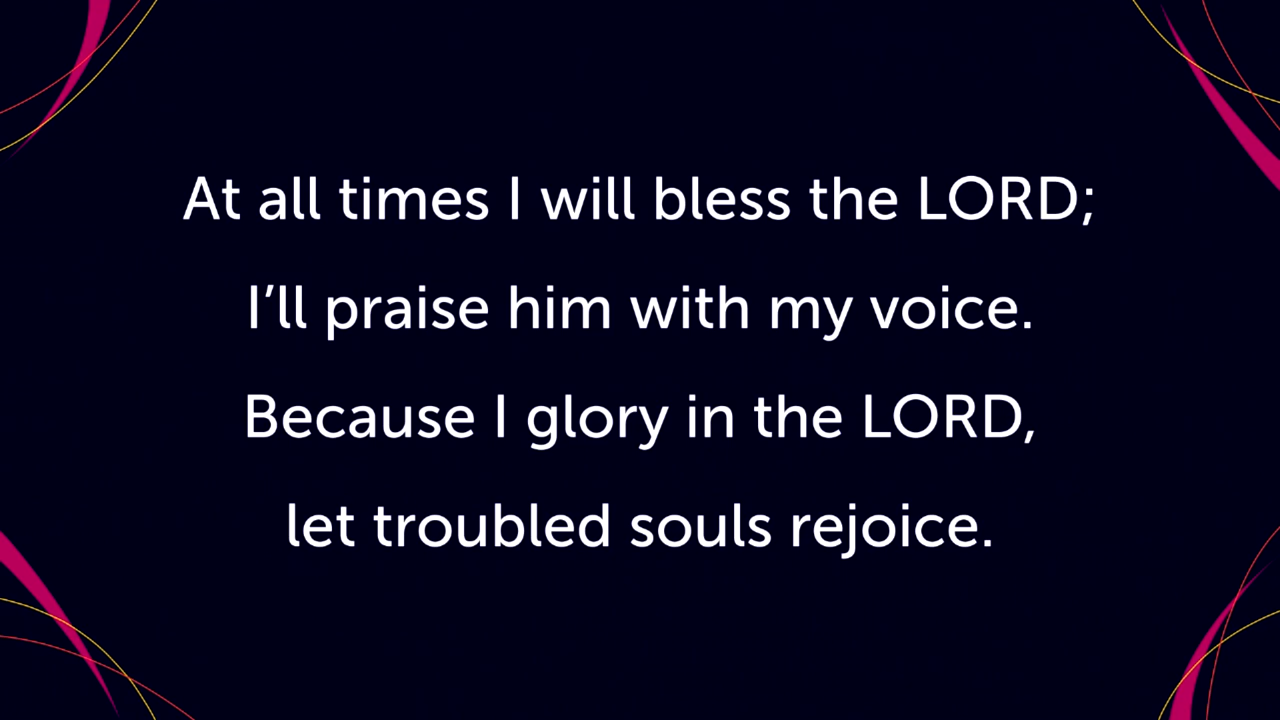 At all times I will bless the LORD;
I’ll praise him with my voice.
Because I glory in the LORD,
let troubled souls rejoice.